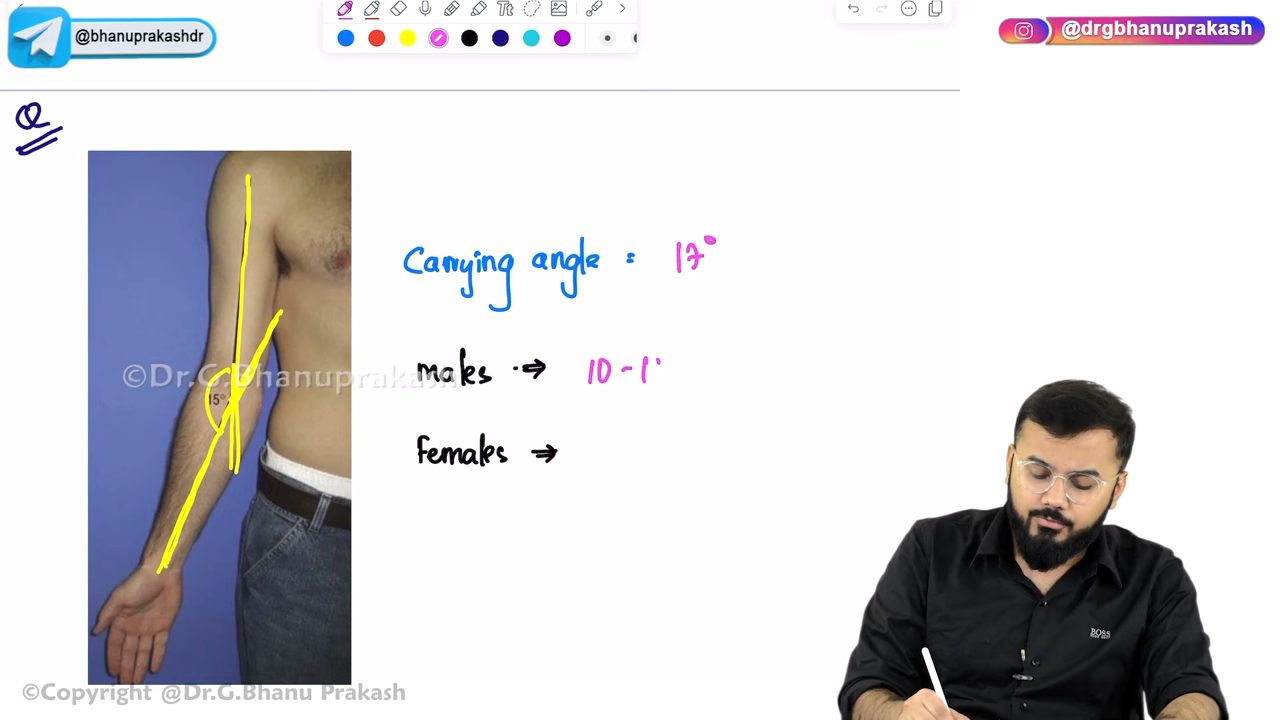 @bhanuprakashdr
@drgbhanuprakash
Q
Carrying angle : 17°
males → 10 - 1
Females →
©Dr.G.Bhanuprakash
15°
BOSS
©Copyright @Dr.G.Bhanu Prakash